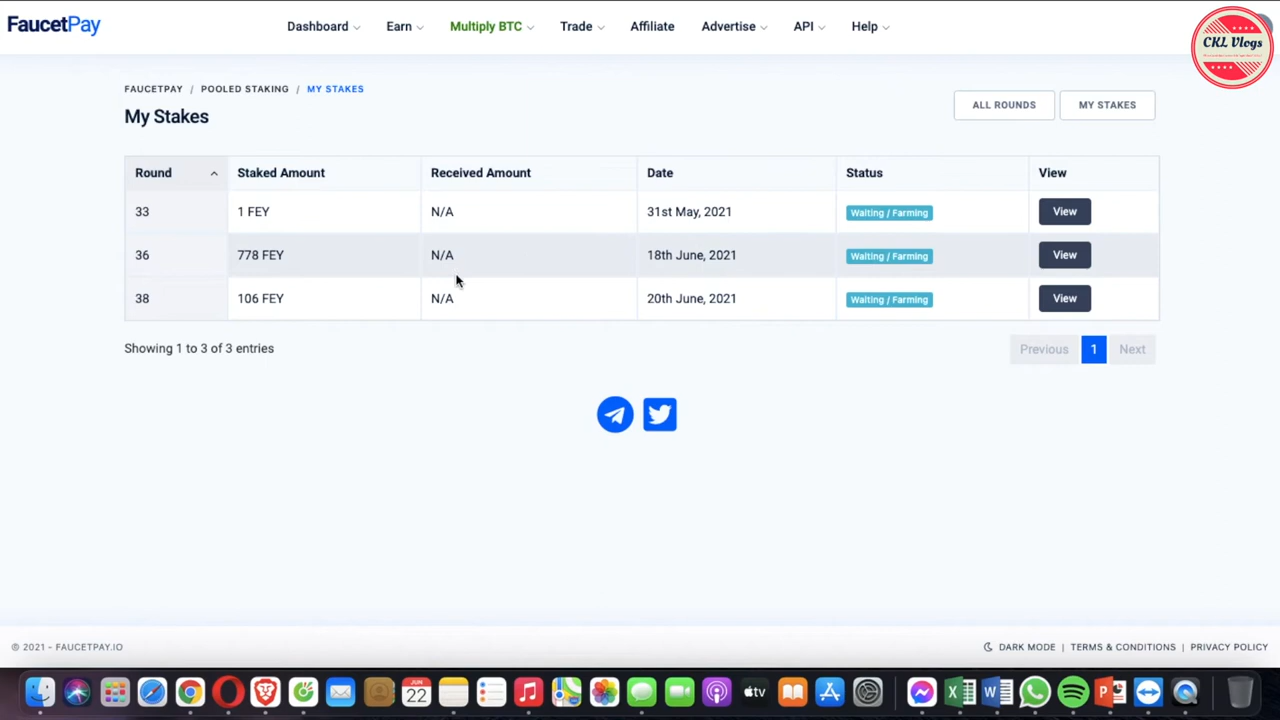 FaucetPay
Dashboard Earn Multiply BTC Trade Affiliate Advertise API Help
CKL Vlogs
FAUCETPAY / POOLED STAKING / MY STAKES
My Stakes
ALL ROUNDS MY STAKES
Round Staked Amount Received Amount Date Status View
33 1 FEY N/A 31st May, 2021 Waiting / Farming View
36 778 FEY N/A 18th June, 2021 Waiting / Farming View
38 106 FEY N/A 20th June, 2021 Waiting / Farming View
Showing 1 to 3 of 3 entries
Previous 1 Next
© 2021 - FAUCETPAY.IO
DARK MODE | TERMS & CONDITIONS | PRIVACY POLICY
JUN
22
tv